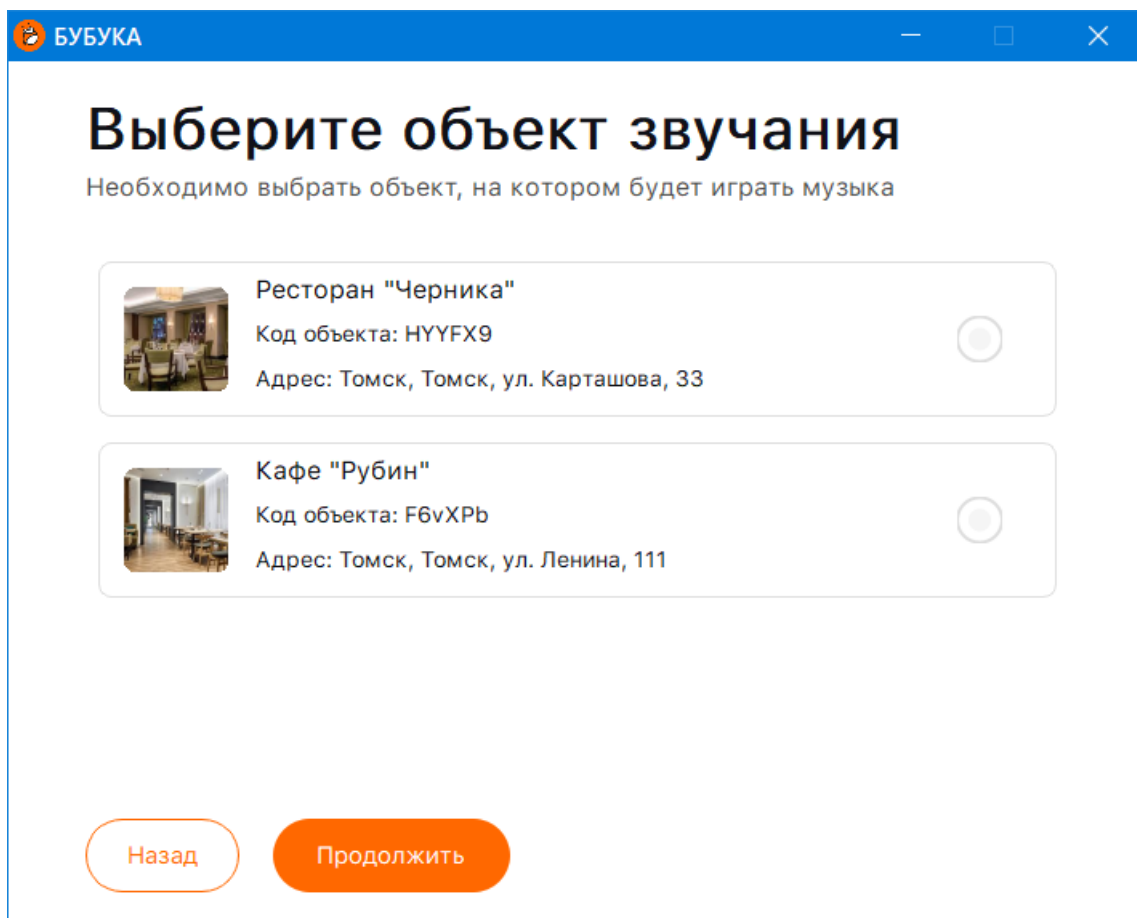 БУБУКА
Выберите объект звучания
Необходимо выбрать объект, на котором будет играть музыка
Ресторан "Черника"
Код объекта: HYYFX9
Адрес: Томск, Томск, ул. Карташова, 33
Кафе "Рубин"
Код объекта: F6vXPb
Адрес: Томск, Томск, ул. Ленина, 111
Назад
Продолжить